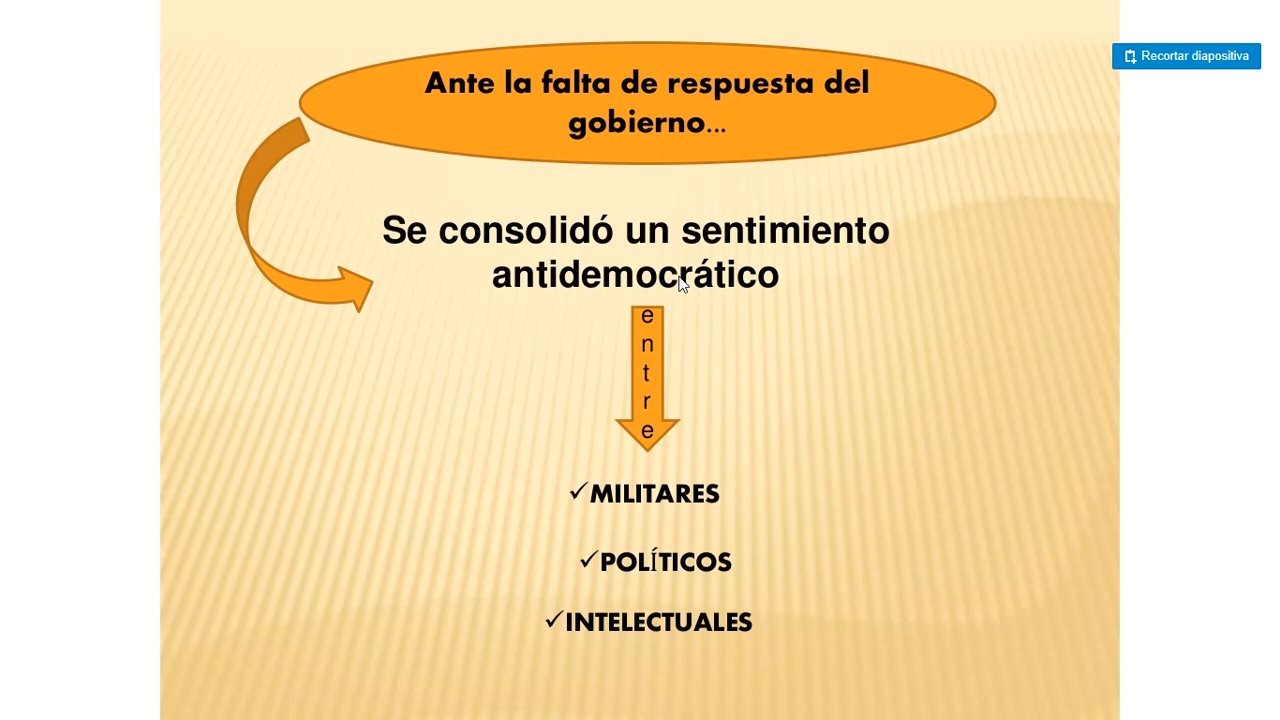 Recortar diapositiva
Ante la falta de respuesta del
gobierno...
Se consolidó un sentimiento
antidemocrático
e
n
t
r
e
✓MILITARES
✓POLÍTICOS
✓INTELECTUALES